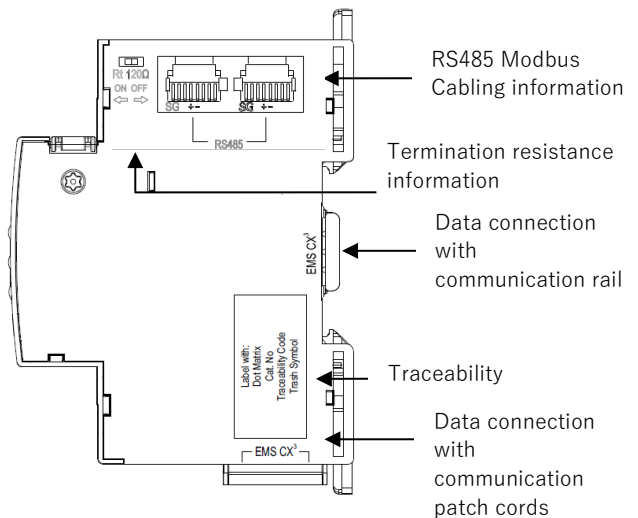 RS485 Modbus
Cabling information
Rt 120Ω
ON OFF
SG +-
SG +-
RS485
Termination resistance
information
Data connection
with
communication rail
EMS CX³
Label with:
Dot Matrix
Cat. No
Traceability Code
Trash Symbol
Traceability
Data connection
with
communication
patch cords
EMS CX³